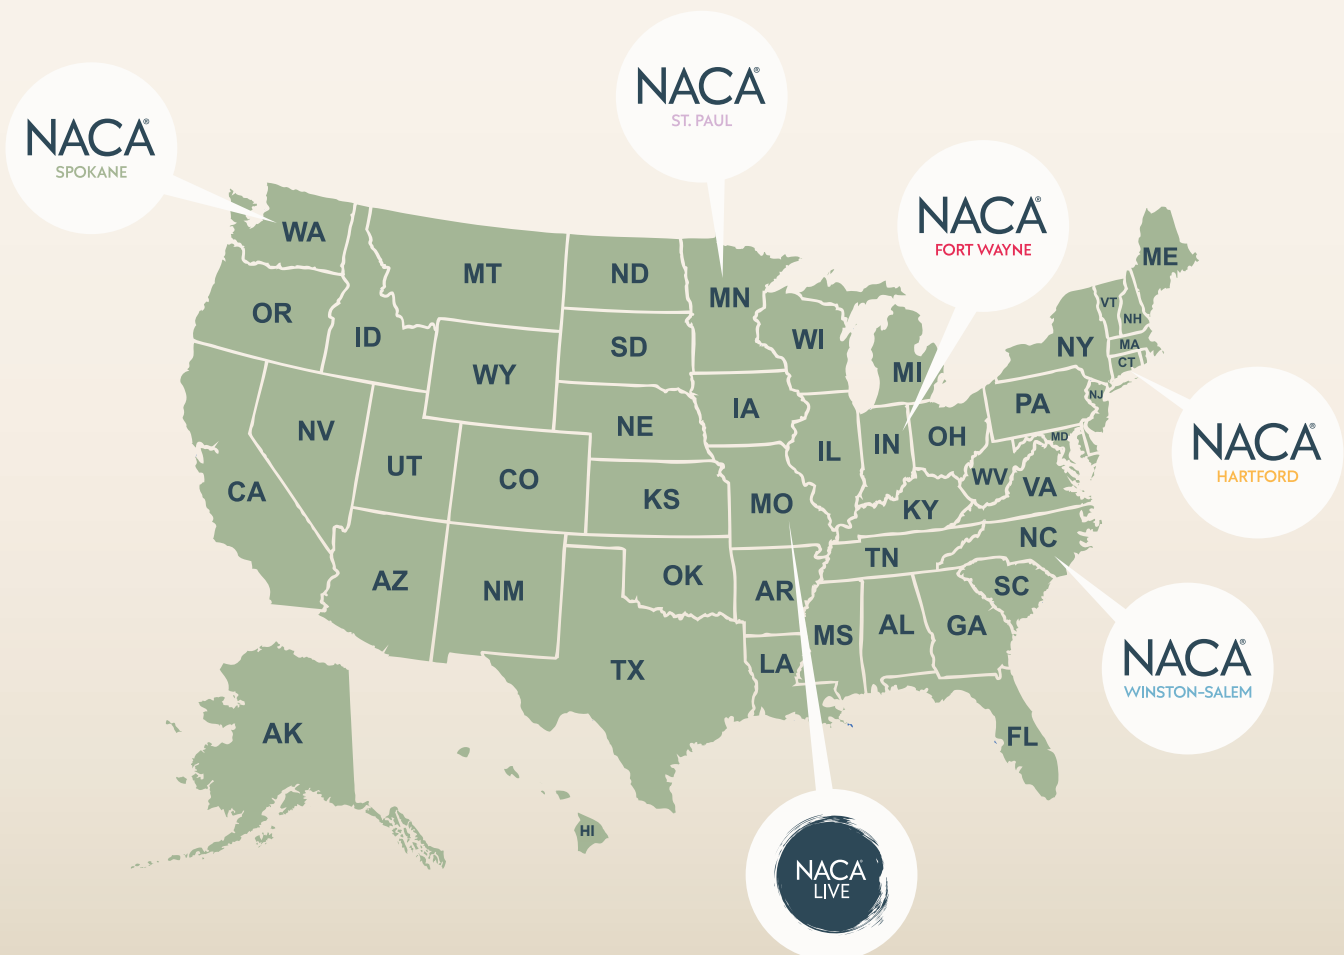 NACA®
ST. PAUL
NACA®
SPOKANE
NACA®
FORT WAYNE
WA
MT
ND
MN
ME
VT
NH
OR
ID
SD
WI
MI
NY
MA
CT
WY
NV
NE
IA
PA
NJ
NACA®
HARTFORD
UT
CO
IL
IN
OH
MD
CA
KS
MO
WV
VA
KY
NC
AZ
NM
OK
AR
TN
SC
MS
AL
GA
TX
LA
NACA®
WINSTON-SALEM
AK
FL
HI
NACA®
LIVE